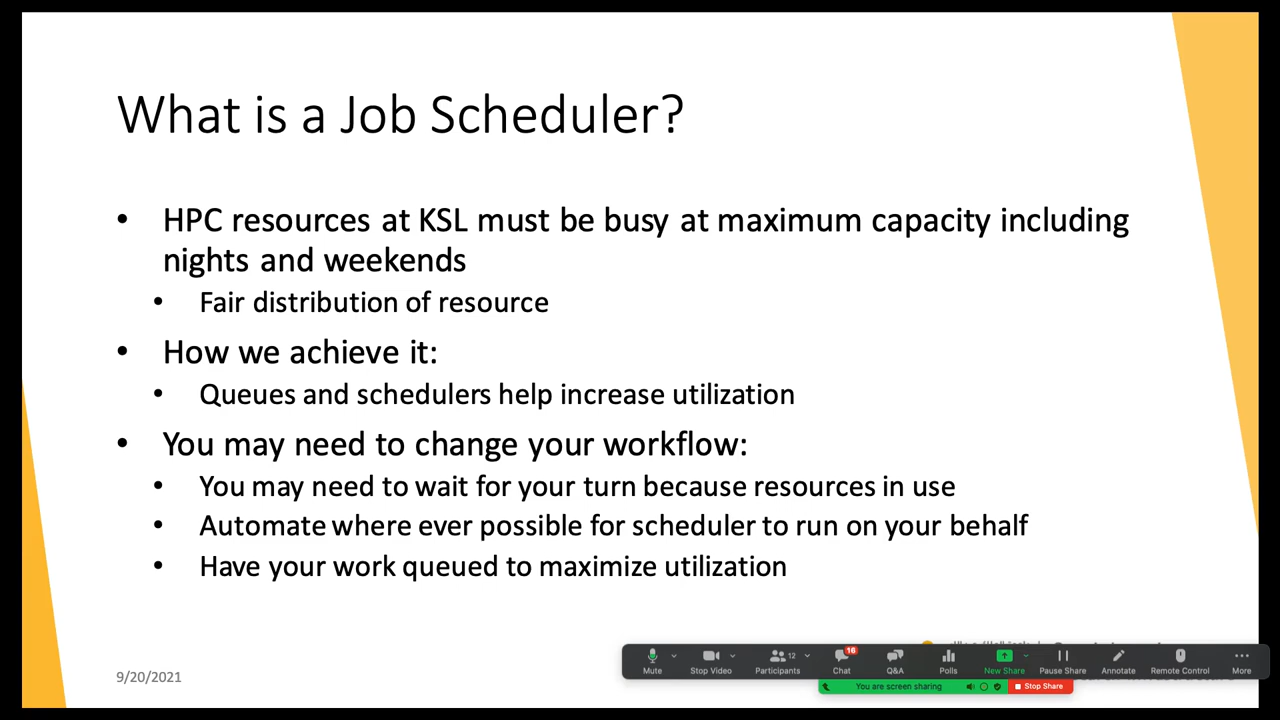 What is a Job Scheduler?
• HPC resources at KSL must be busy at maximum capacity including
nights and weekends
• Fair distribution of resource
• How we achieve it:
• Queues and schedulers help increase utilization
• You may need to change your workflow:
• You may need to wait for your turn because resources in use
• Automate where ever possible for scheduler to run on your behalf
• Have your work queued to maximize utilization
9/20/2021
12
16
Mute Stop Video Participants Chat Q&A Polls New Share Pause Share Annotate Remote Control More
You are screen sharing Stop Share